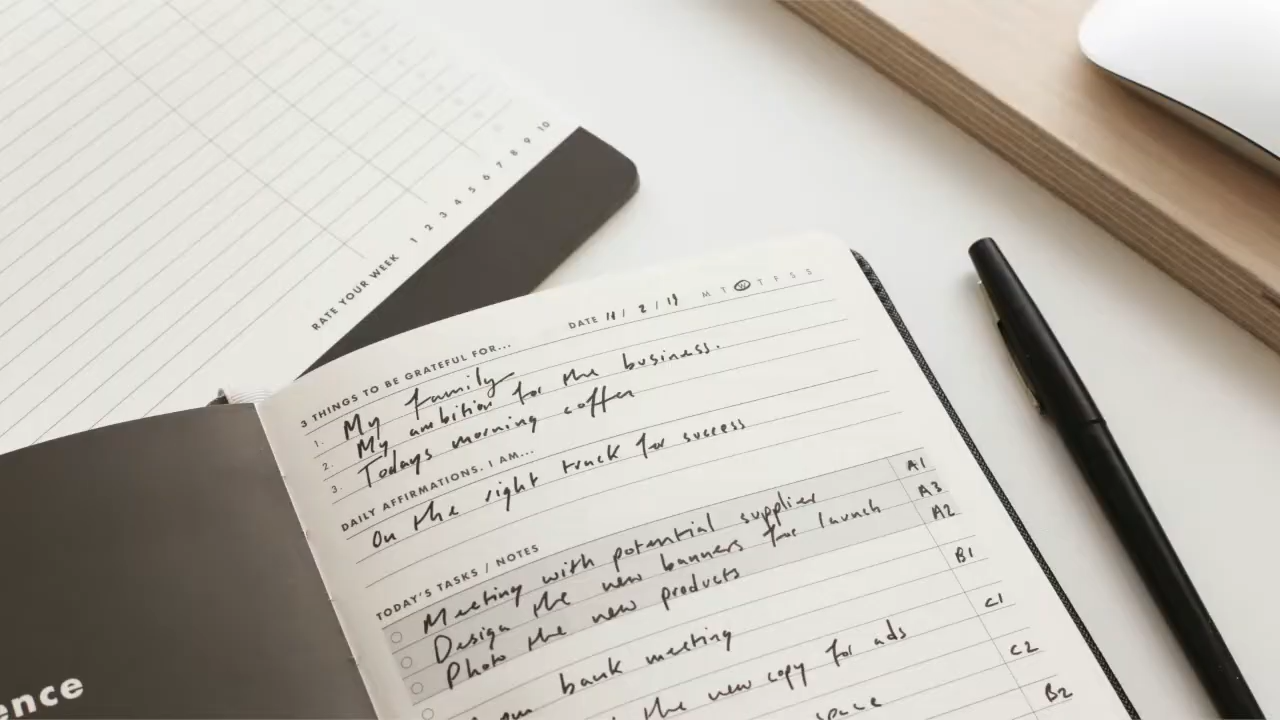 RATE YOUR WEEK 1 2 3 4 5 6 7 8 9 10
DATE 11 / 2 / 19 M T W T F S S
3 THINGS TO BE GRATEFUL FOR...
1. My family
2. My ambition for the business.
3. Todays morning coffee
DAILY AFFIRMATIONS. I AM...
On the right track for success
TODAY'S TASKS / NOTES
Meeting with potential supplier A1
Design the new banners for launch A3
Photo the new products A2
bank meeting B1
the new copy for ads C1
space C2
B2
ence